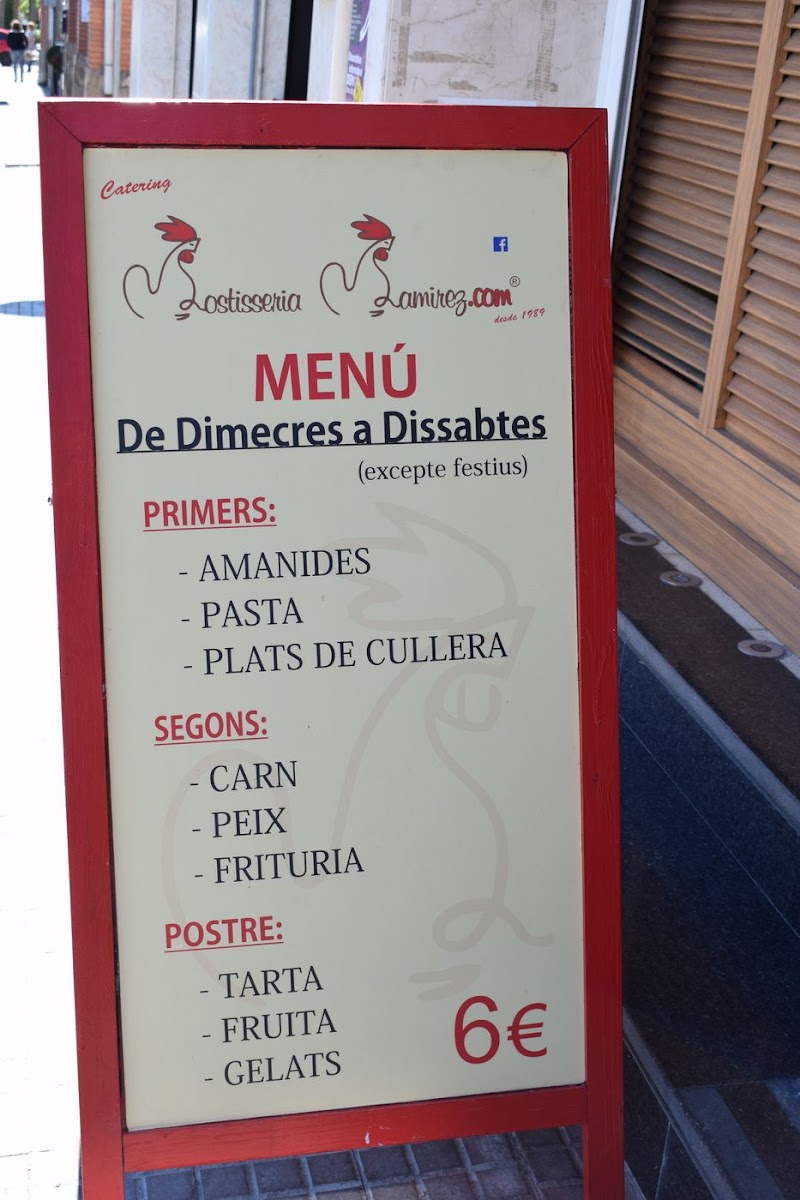 Catering
Rostisseria Ramirez.com®
desde 1989
MENÚ
De Dimecres a Dissabtes
(excepte festius)
PRIMERS:
- AMANIDES
- PASTA
- PLATS DE CULLERA
SEGONS:
- CARN
- PEIX
- FRITURIA
POSTRE:
- TARTA
- FRUITA
- GELATS
6€